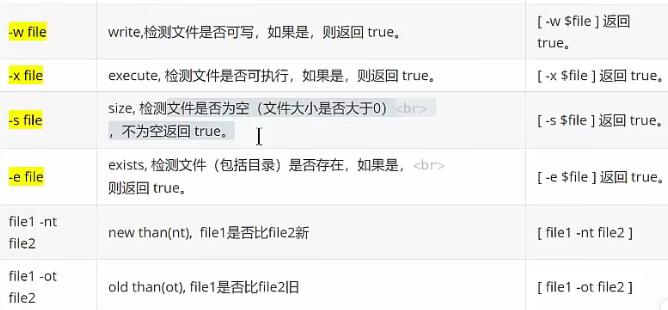 -w file
write,检测文件是否可写，如果是，则返回 true。
[ -w $file ] 返回
true。
-x file
execute, 检测文件是否可执行，如果是，则返回 true。
[ -x $file ] 返回 true。
-s file
size, 检测文件是否为空（文件大小是否大于0）<br>
，不为空返回 true。
[ -s $file ] 返回 true。
-e file
exists, 检测文件（包括目录）是否存在，如果是，<br>
则返回 true。
[ -e $file ] 返回 true。
file1 -nt
file2
new than(nt), file1是否比file2新
[ file1 -nt file2 ]
file1 -ot
file2
old than(ot), file1是否比file2旧
[ file1 -ot file2 ]